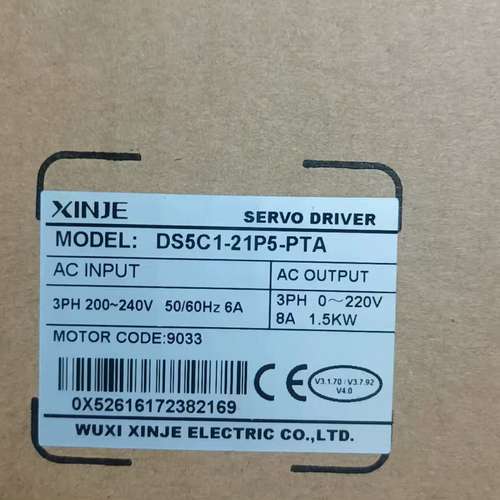 XINJE SERVO DRIVER
MODEL: DS5C1-21P5-PTA
AC INPUT
3PH 200~240V 50/60Hz 6A
AC OUTPUT
3PH 0～220V
8A 1.5KW
MOTOR CODE:9033
0X52616172382169
CE
V3.1.70 / V3.7.92
V4.0
WUXI XINJE ELECTRIC CO.,LTD.